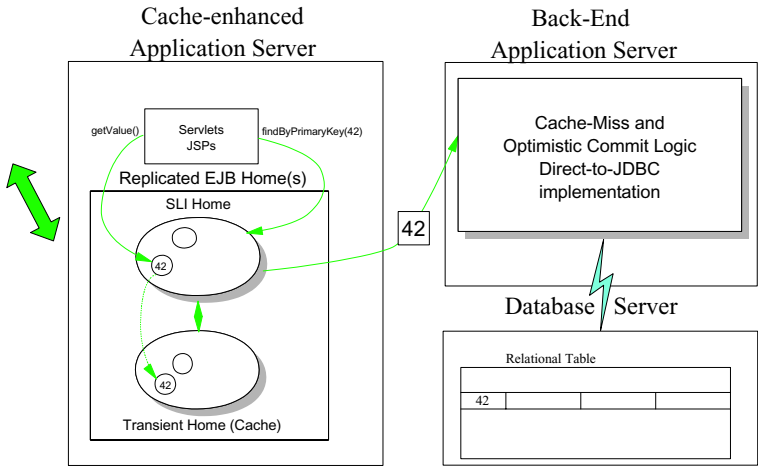 Cache-enhanced
Application Server
getValue()
Servlets
JSPs
findByPrimaryKey(42)
Replicated EJB Home(s)
SLI Home
42
42
Transient Home (Cache)
42
Back-End
Application Server
Cache-Miss and
Optimistic Commit Logic
Direct-to-JDBC
implementation
Database Server
Relational Table
42